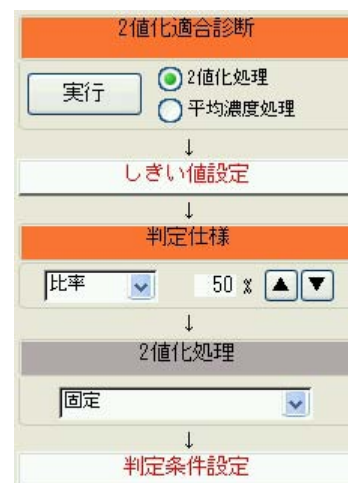 2値化適合診断
実行
2値化処理
平均濃度処理
↓
しきい値設定
↓
判定仕様
比率 50 % ▲ ▼
↓
2値化処理
固定
↓
判定条件設定